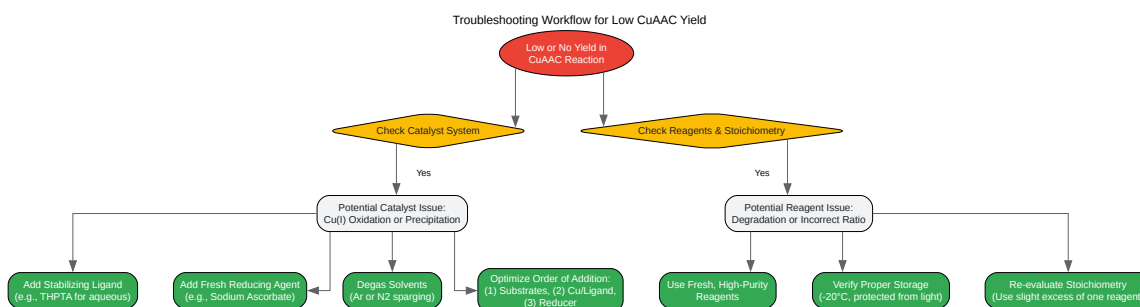 Troubleshooting Workflow for Low CuAAC Yield
Low or No Yield in
CuAAC Reaction
Check Catalyst System
Check Reagents & Stoichiometry
Yes
Yes
Potential Catalyst Issue:
Cu(I) Oxidation or Precipitation
Potential Reagent Issue:
Degradation or Incorrect Ratio
Add Stabilizing Ligand
(e.g., THPTA for aqueous)
Add Fresh Reducing Agent
(e.g., Sodium Ascorbate)
Degas Solvents
(Ar or N2 sparging)
Optimize Order of Addition:
(1) Substrates, (2) Cu/Ligand,
(3) Reducer
Use Fresh, High-Purity
Reagents
Verify Proper Storage
(-20°C, protected from light)
Re-evaluate Stoichiometry
(Use slight excess of one reagent